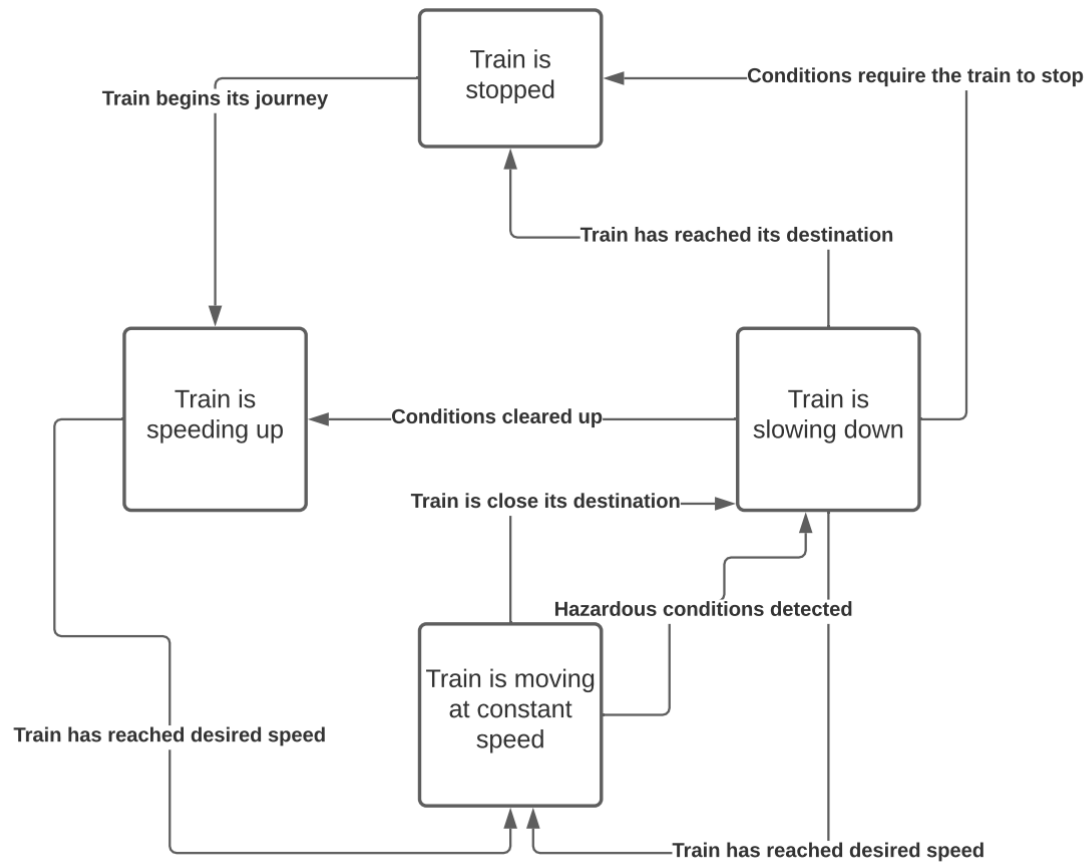 Train is
stopped
Conditions require the train to stop
Train begins its journey
Train has reached its destination
Train is
speeding up
Conditions cleared up
Train is
slowing down
Train is close its destination
Hazardous conditions detected
Train is moving
at constant
speed
Train has reached desired speed
Train has reached desired speed